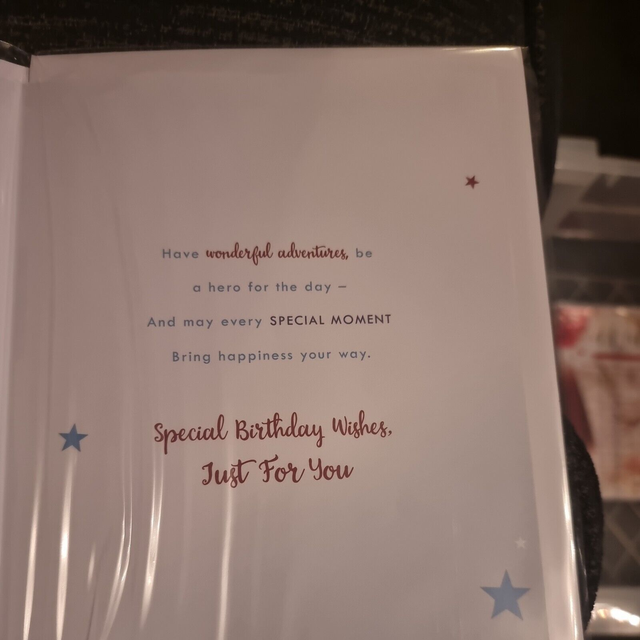 Have wonderful adventures, be
a hero for the day –
And may every SPECIAL MOMENT
Bring happiness your way.
Special Birthday Wishes,
Just For You